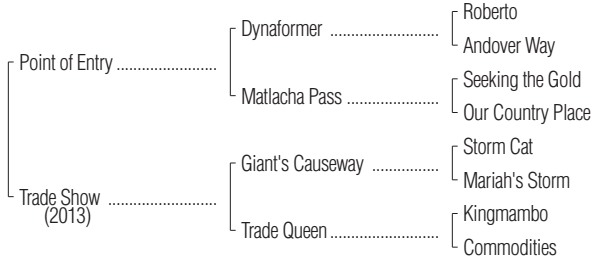 Roberto
Dynaformer ......................
Andover Way
Point of Entry ......................
Seeking the Gold
Matlacha Pass ...................
Our Country Place
Storm Cat
Giant's Causeway ..............
Mariah's Storm
Trade Show ........................
(2013)
Kingmambo
Trade Queen ......................
Commodities